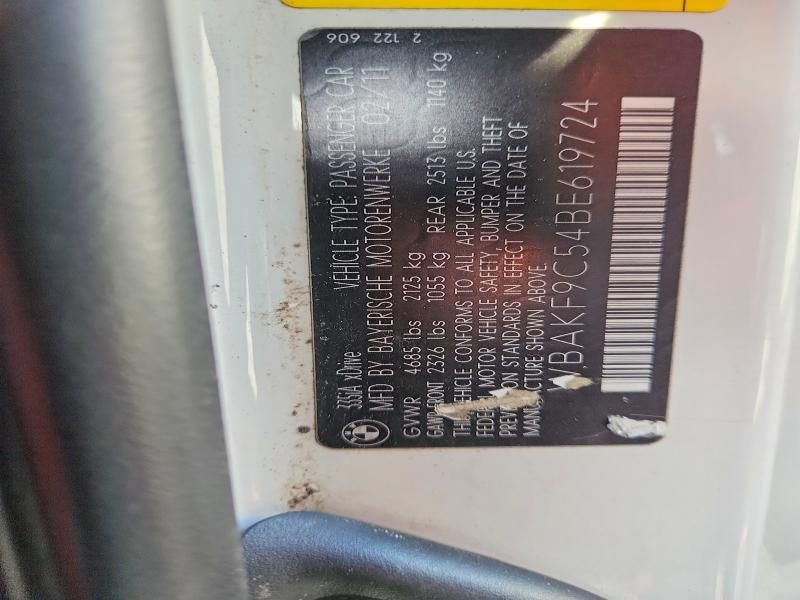 2 122 606
335iA xDrive VEHICLE TYPE: PASSENGER CAR
MFD BY BAYERISCHE MOTORENWERKE 02/11
GVWR 4685 lbs 2125 kg
GAWR FRONT 2326 lbs 1055 kg REAR 2513 lbs 1140 kg
THIS VEHICLE CONFORMS TO ALL APPLICABLE U.S.
FEDERAL MOTOR VEHICLE SAFETY, BUMPER AND THEFT
PREVENTION STANDARDS IN EFFECT ON THE DATE OF
MANUFACTURE SHOWN ABOVE.
WBAKF9C54BE619724